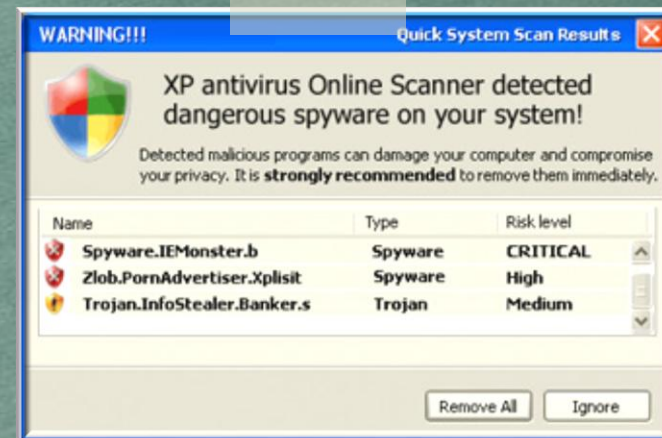 WARNING!!! Quick System Scan Results
XP antivirus Online Scanner detected
dangerous spyware on your system!
Detected malicious programs can damage your computer and compromise
your privacy. It is strongly recommended to remove them immediately.
Name Type Risk level
Spyware.IEMonster.b Spyware CRITICAL
Zlob.PornAdvertiser.Xplisit Spyware High
Trojan.InfoStealer.Banker.s Trojan Medium
Remove All Ignore